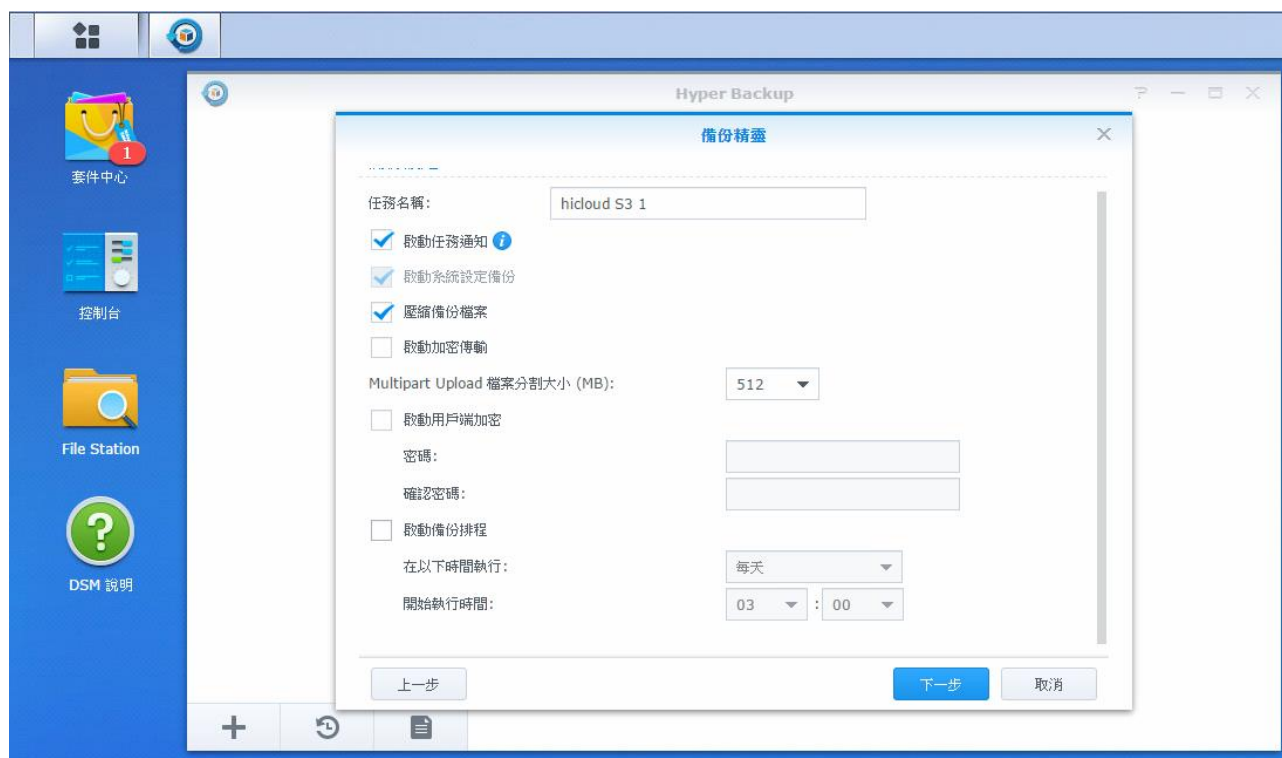 Hyper Backup
備份精靈
任務名稱: hicloud S3 1
啟動任務通知
啟動系統設定備份
壓縮備份檔案
啟動加密傳輸
Multipart Upload 檔案分割大小 (MB): 512
啟動用戶端加密
密碼:
確認密碼:
啟動備份排程
在以下時間執行: 每天
開始執行時間: 03 : 00
上一步 下一步 取消
1
套件中心
控制台
File Station
DSM 說明